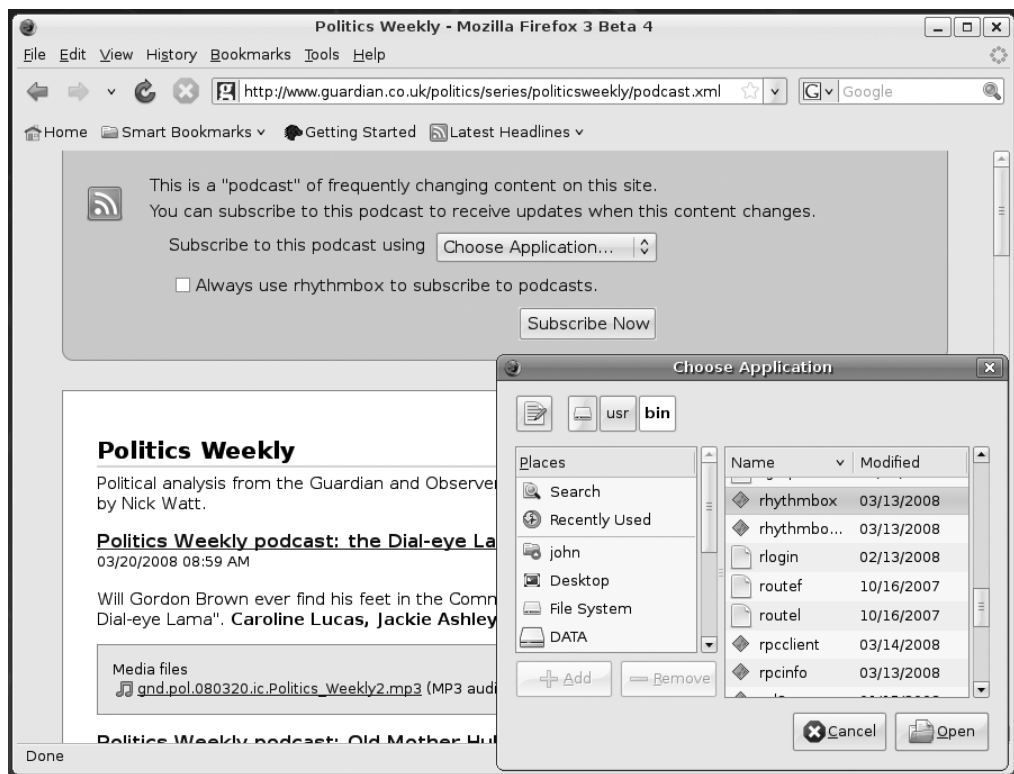 Politics Weekly - Mozilla Firefox 3 Beta 4
File Edit View History Bookmarks Tools Help
http://www.guardian.co.uk/politics/series/politicsweekly/podcast.xml
G Google
Home Smart Bookmarks Getting Started Latest Headlines
This is a "podcast" of frequently changing content on this site.
You can subscribe to this podcast to receive updates when this content changes.
Subscribe to this podcast using Choose Application...
Always use rhythmbox to subscribe to podcasts.
Subscribe Now
Politics Weekly
Political analysis from the Guardian and Observe
by Nick Watt.
Politics Weekly podcast: the Dial-eye La
03/20/2008 08:59 AM
Will Gordon Brown ever find his feet in the Comm
Dial-eye Lama". Caroline Lucas, Jackie Ashley
Media files
gnd.pol.080320.ic.Politics_Weekly2.mp3 (MP3 audi
Politics Weekly podcast: Old Mother Hu
Done
Choose Application
usr bin
Places
Search
Recently Used
john
Desktop
File System
DATA
Add Remove
Name Modified
rhythmbox 03/13/2008
rhythmbo... 03/13/2008
rlogin 02/13/2008
routef 10/16/2007
routel 10/16/2007
rpcclient 03/14/2008
rpcinfo 03/13/2008
Cancel Open